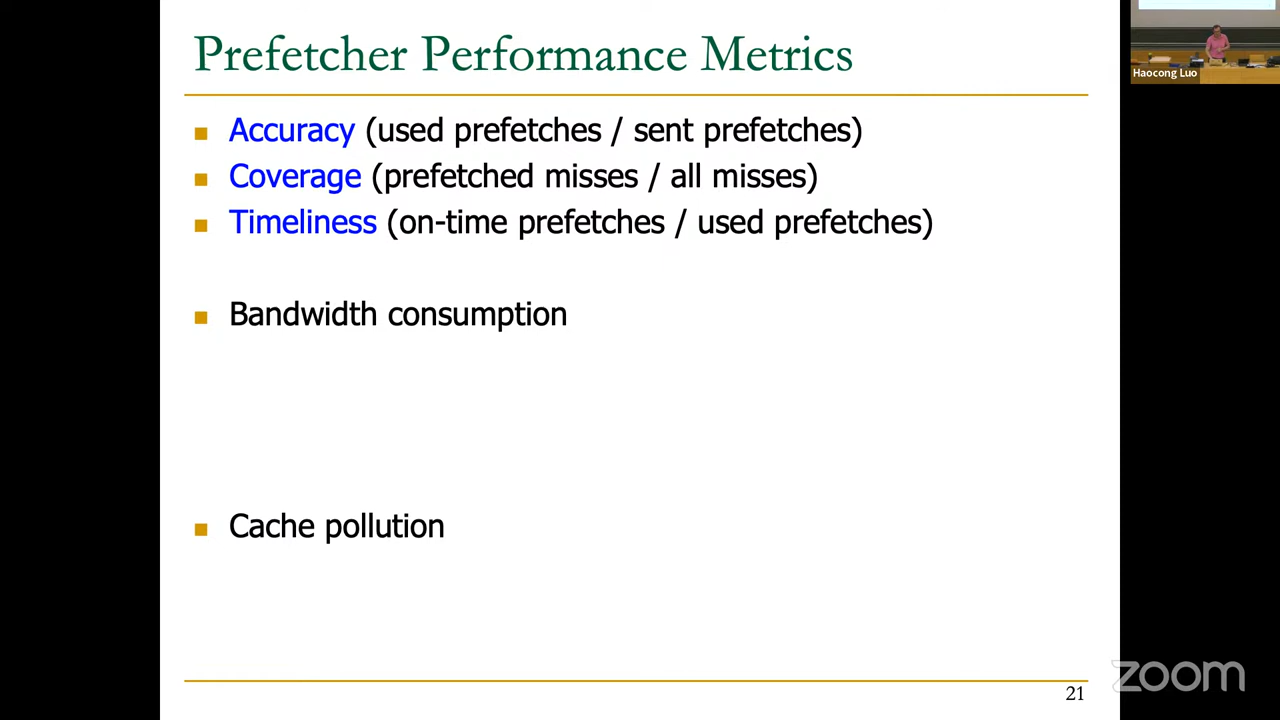 Prefetcher Performance Metrics
Accuracy (used prefetches / sent prefetches)
Coverage (prefetched misses / all misses)
Timeliness (on-time prefetches / used prefetches)
Bandwidth consumption
Cache pollution
21
Haocong Luo
zoom